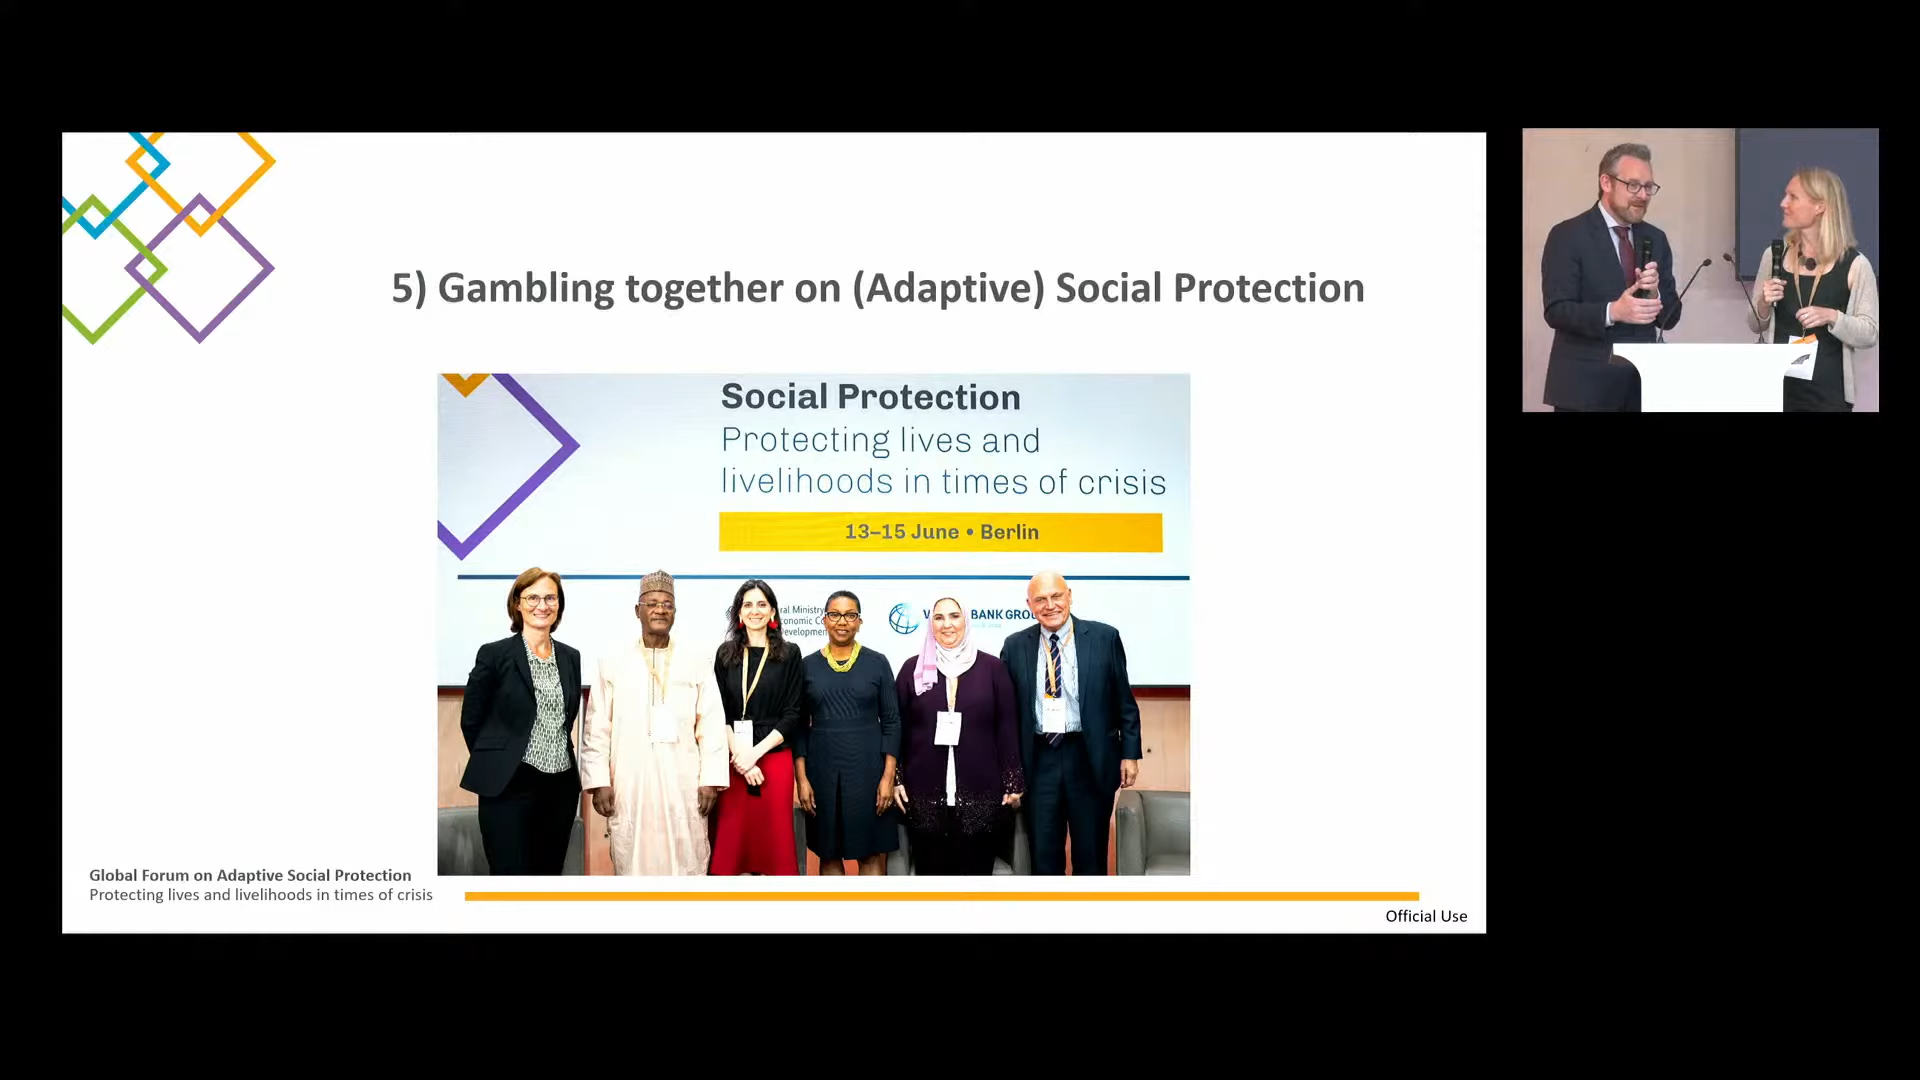 5) Gambling together on (Adaptive) Social Protection
Social Protection
Protecting lives and
livelihoods in times of crisis
13–15 June • Berlin
BANK GROU
Global Forum on Adaptive Social Protection
Protecting lives and livelihoods in times of crisis
Official Use